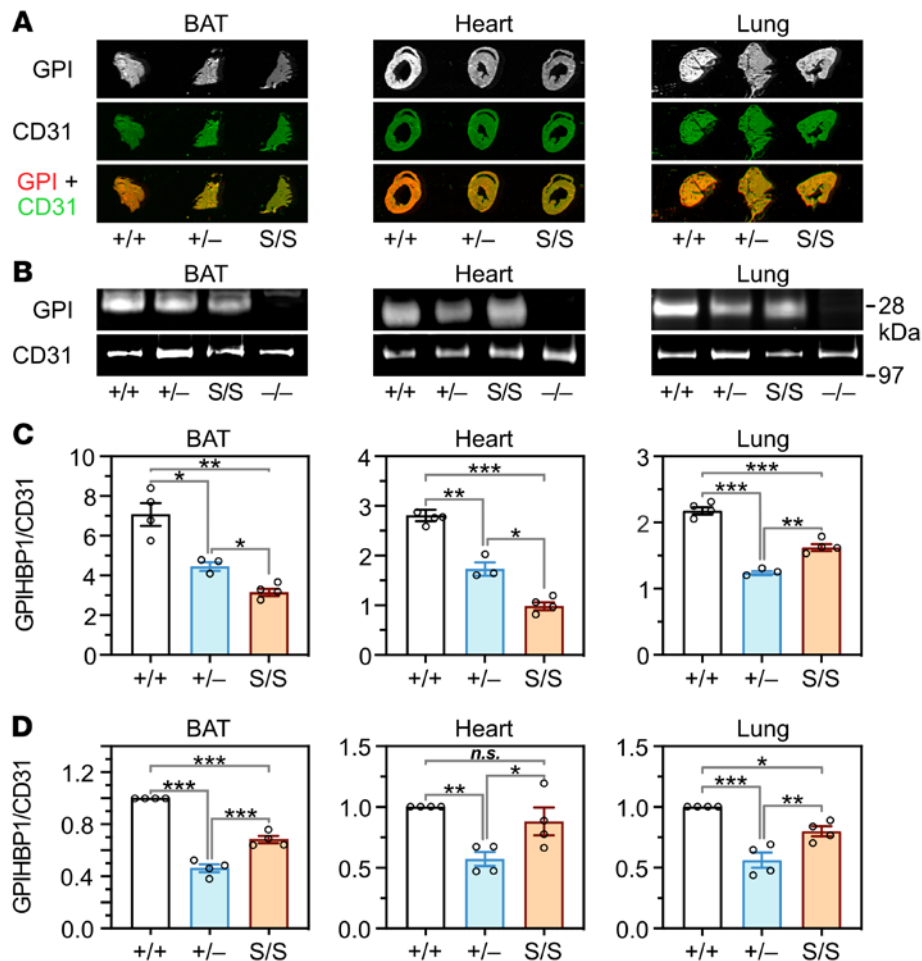 A
BAT Heart Lung
GPI
CD31
GPI +
CD31
+/+ +/– S/S +/+ +/– S/S +/+ +/– S/S
B
BAT Heart Lung
GPI
-28
kDa
CD31
-97
+/+ +/– S/S –/– +/+ +/– S/S –/– +/+ +/– S/S –/–
C
BAT Heart Lung
GPIHBP1/CD31
10
8
6
4
2
0
** * *
+/+ +/– S/S
4
3
2
1
0
*** ** *
+/+ +/– S/S
3
2
1
0
*** *** **
+/+ +/– S/S
D
BAT Heart Lung
GPIHBP1/CD31
1.2
0.8
0.4
0.0
*** *** ***
+/+ +/– S/S
1.5
1.0
0.5
0.0
n.s. ** *
+/+ +/– S/S
1.5
1.0
0.5
0.0
* *** **
+/+ +/– S/S